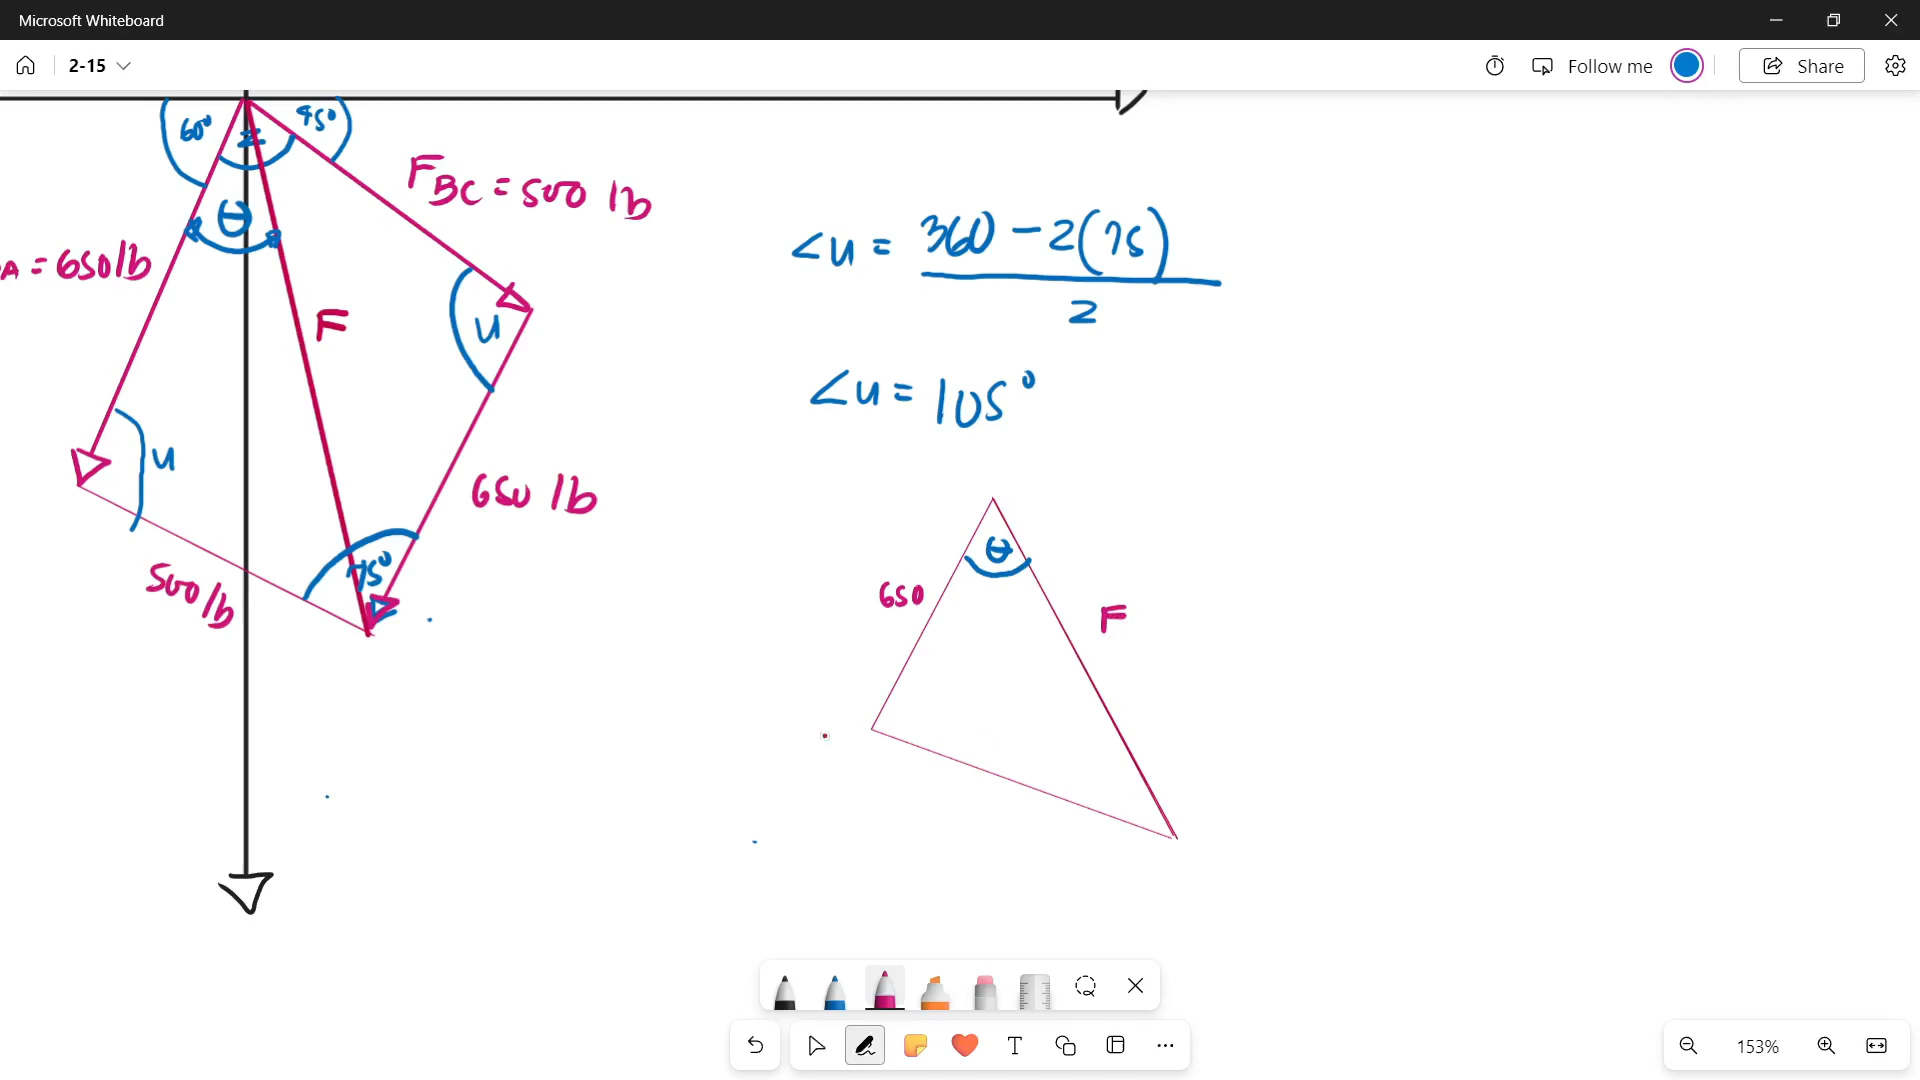 Microsoft Whiteboard
2-15
Follow me
Share
60°
z
45°
F_BC = 500 lb
θ
A = 650 lb
F
u
u
650 lb
500 lb
75°
∠u = 360 - 2(75)
2
∠u = 105°
θ
650
F
153%